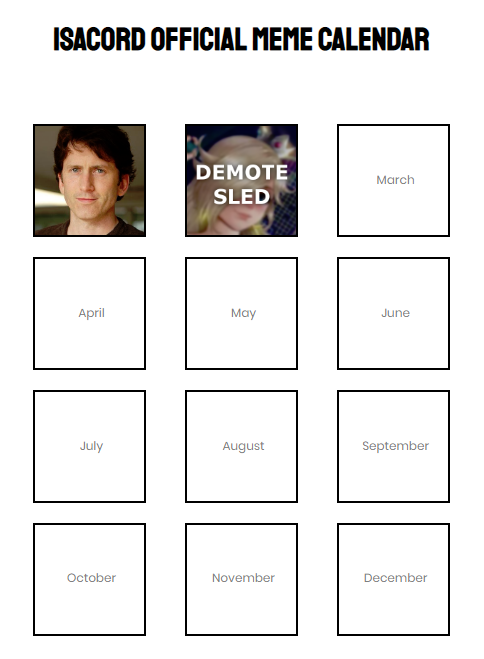 ISACORD OFFICIAL MEME CALENDAR
DEMOTE
SLED
March
April
May
June
July
August
September
October
November
December